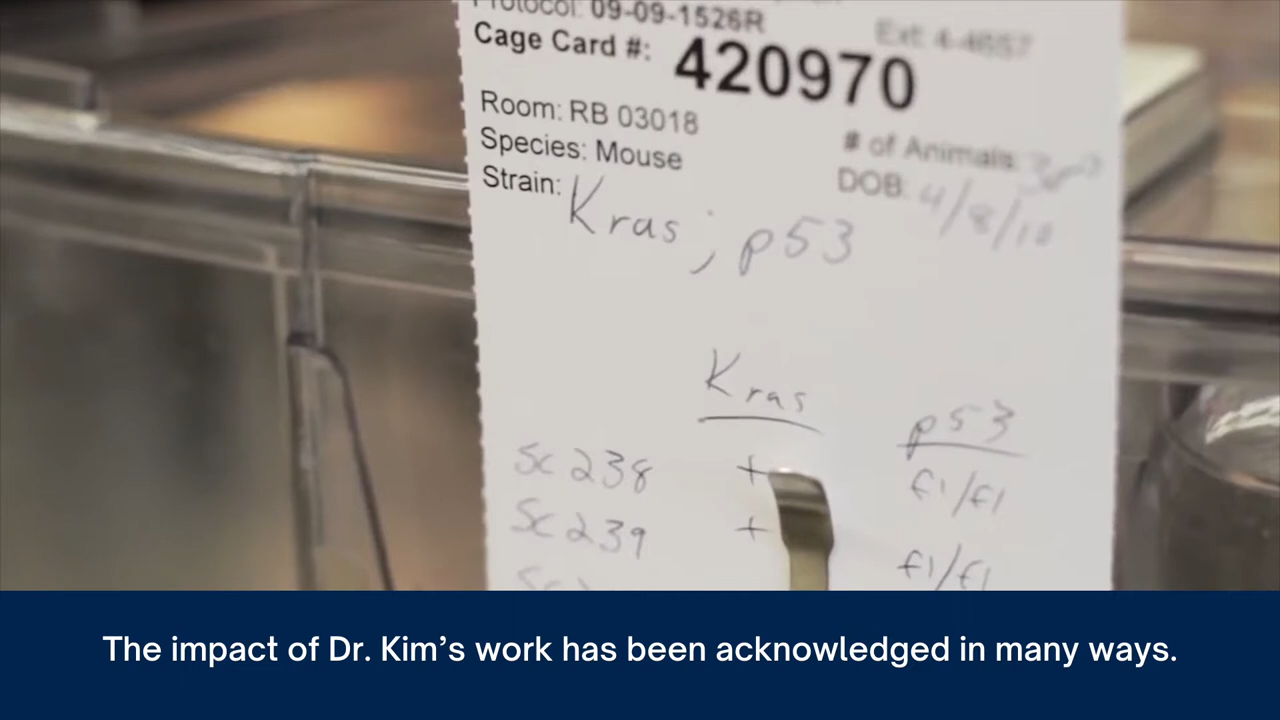 Protocol: 09-09-1526R
Ext: 4-4657
Cage Card #: 420970
Room: RB 03018
Species: Mouse
# of Animals:
Strain: Kras; p53
DOB: 4/8/10
Kras p53
Sc238 + fl/fl
Sc239 + fl/fl
The impact of Dr. Kim's work has been acknowledged in many ways.